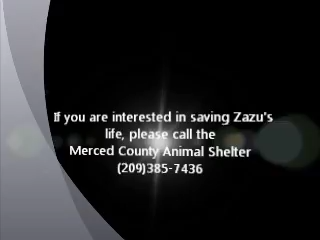 If you are interested in saving Zazu's
life, please call the
Merced County Animal Shelter
(209)385-7436